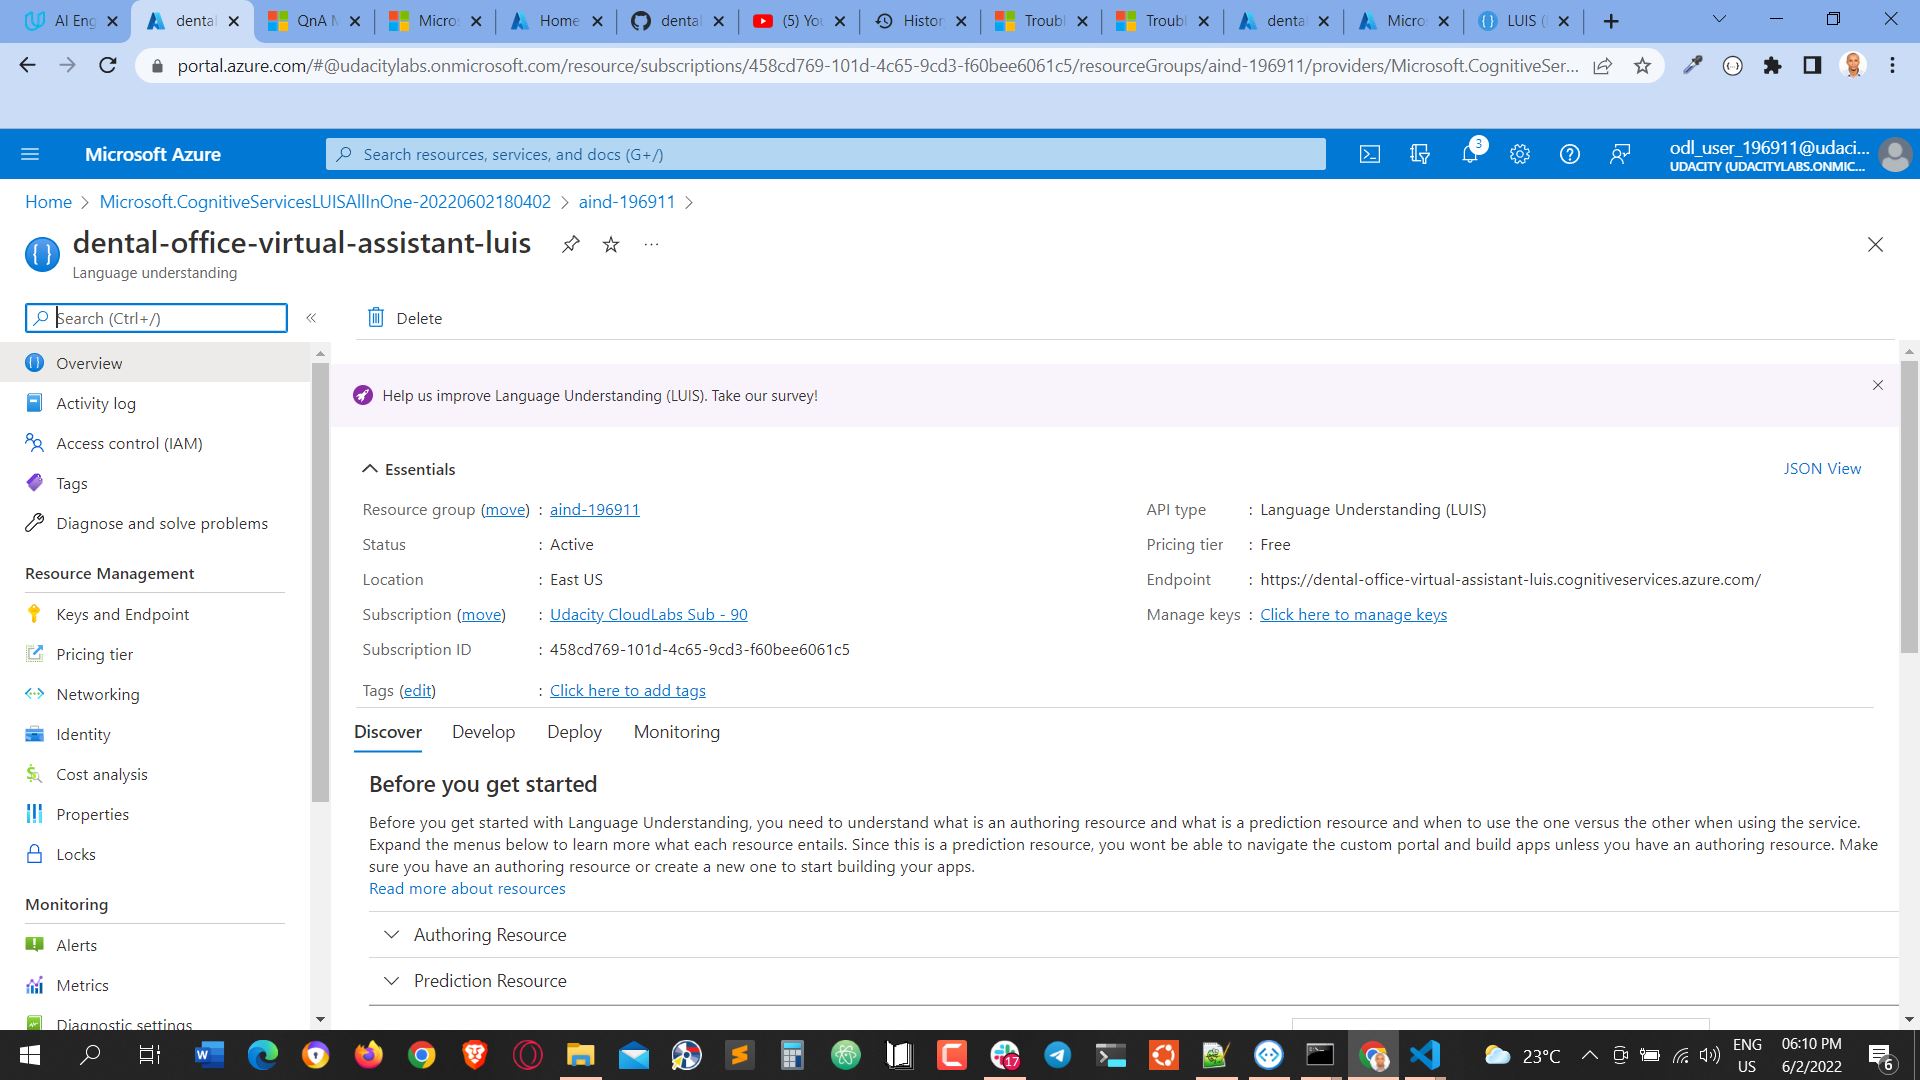 AI Eng
dental
QnA M
Micros
Home
dental
(5) You
History
Troubl
Troubl
dental
Micros
LUIS (
portal.azure.com/#@udacitylabs.onmicrosoft.com/resource/subscriptions/458cd769-101d-4c65-9cd3-f60bee6061c5/resourceGroups/aind-196911/providers/Microsoft.CognitiveSer...
Microsoft Azure
Search resources, services, and docs (G+/)
3
odl_user_196911@udaci...
UDACITY (UDACITYLABS.ONMIC...
Home > Microsoft.CognitiveServicesLUISAllInOne-20220602180402 > aind-196911 >
dental-office-virtual-assistant-luis
Language understanding
Search (Ctrl+/)
Delete
Overview
Activity log
Access control (IAM)
Tags
Diagnose and solve problems
Resource Management
Keys and Endpoint
Pricing tier
Networking
Identity
Cost analysis
Properties
Locks
Monitoring
Alerts
Metrics
Diagnostic settings
Help us improve Language Understanding (LUIS). Take our survey!
Essentials
JSON View
Resource group (move) : aind-196911
Status : Active
Location : East US
Subscription (move) : Udacity CloudLabs Sub - 90
Subscription ID : 458cd769-101d-4c65-9cd3-f60bee6061c5
Tags (edit) : Click here to add tags
API type : Language Understanding (LUIS)
Pricing tier : Free
Endpoint : https://dental-office-virtual-assistant-luis.cognitiveservices.azure.com/
Manage keys : Click here to manage keys
Discover Develop Deploy Monitoring
Before you get started
Before you get started with Language Understanding, you need to understand what is an authoring resource and what is a prediction resource and when to use the one versus the other when using the service.
Expand the menus below to learn more what each resource entails. Since this is a prediction resource, you wont be able to navigate the custom portal and build apps unless you have an authoring resource. Make
sure you have an authoring resource or create a new one to start building your apps.
Read more about resources
Authoring Resource
Prediction Resource
17
23°C
ENG
US
06:10 PM
6/2/2022
6